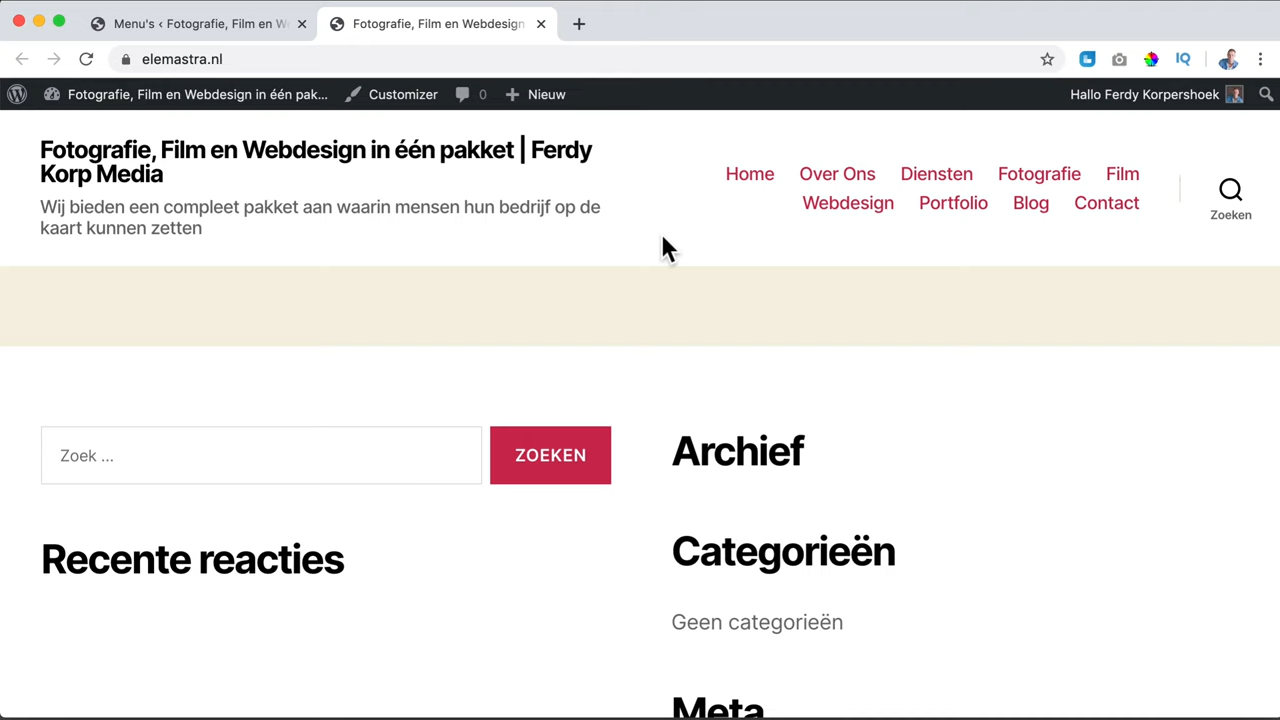 Menu's ‹ Fotografie, Film en W
Fotografie, Film en Webdesign
elemastra.nl
IQ
Fotografie, Film en Webdesign in één pak...
Customizer
0
Nieuw
Hallo Ferdy Korpershoek
Fotografie, Film en Webdesign in één pakket | Ferdy
Korp Media
Wij bieden een compleet pakket aan waarin mensen hun bedrijf op de
kaart kunnen zetten
Home Over Ons Diensten Fotografie Film
Webdesign Portfolio Blog Contact
Zoeken
Zoek ...
ZOEKEN
Recente reacties
Archief
Categorieën
Geen categorieën
Meta